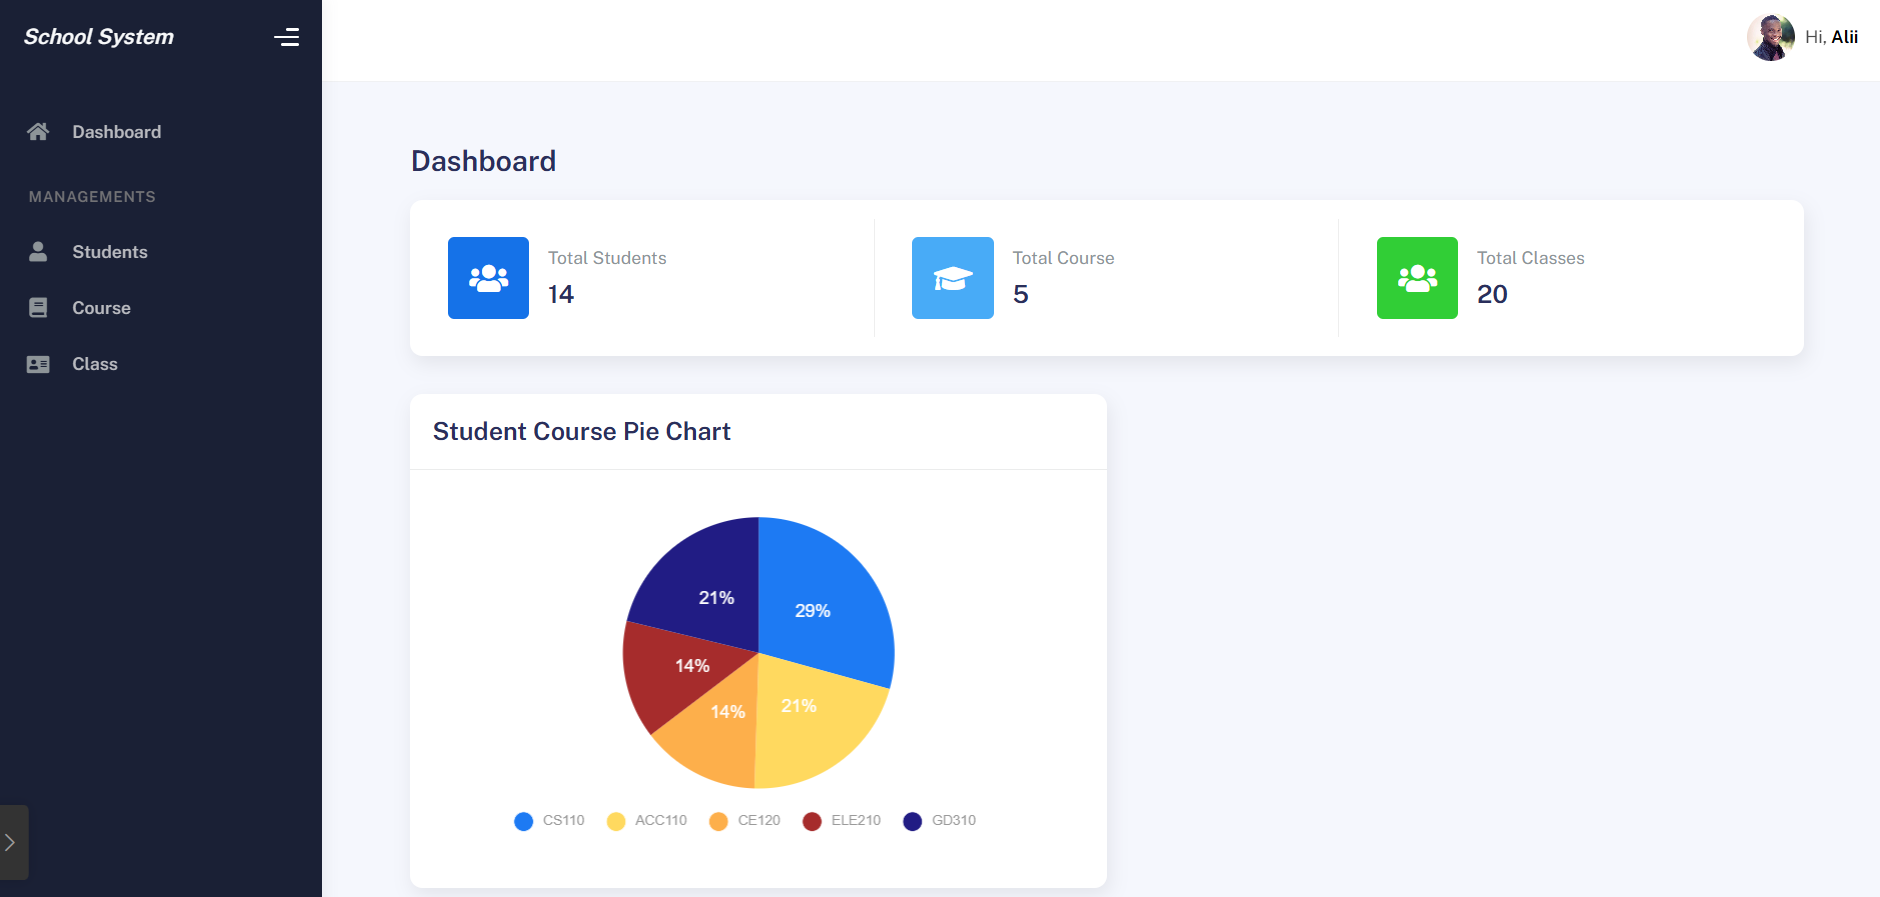 School System
Hi, Alii
Dashboard
MANAGEMENTS
Students
Course
Class
Dashboard
Total Students
14
Total Course
5
Total Classes
20
Student Course Pie Chart
21%
29%
14%
14%
21%
CS110
ACC110
CE120
ELE210
GD310